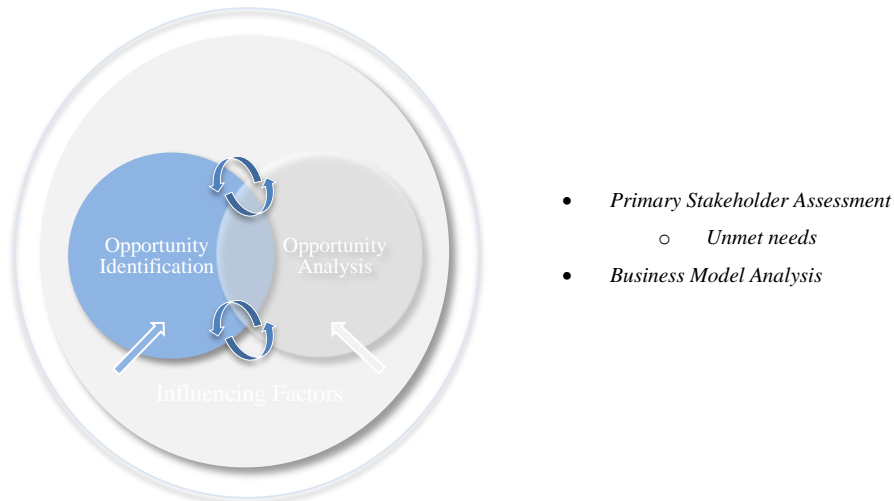 Opportunity
Identification
Opportunity
Analysis
Influencing Factors
• Primary Stakeholder Assessment
o Unmet needs
• Business Model Analysis